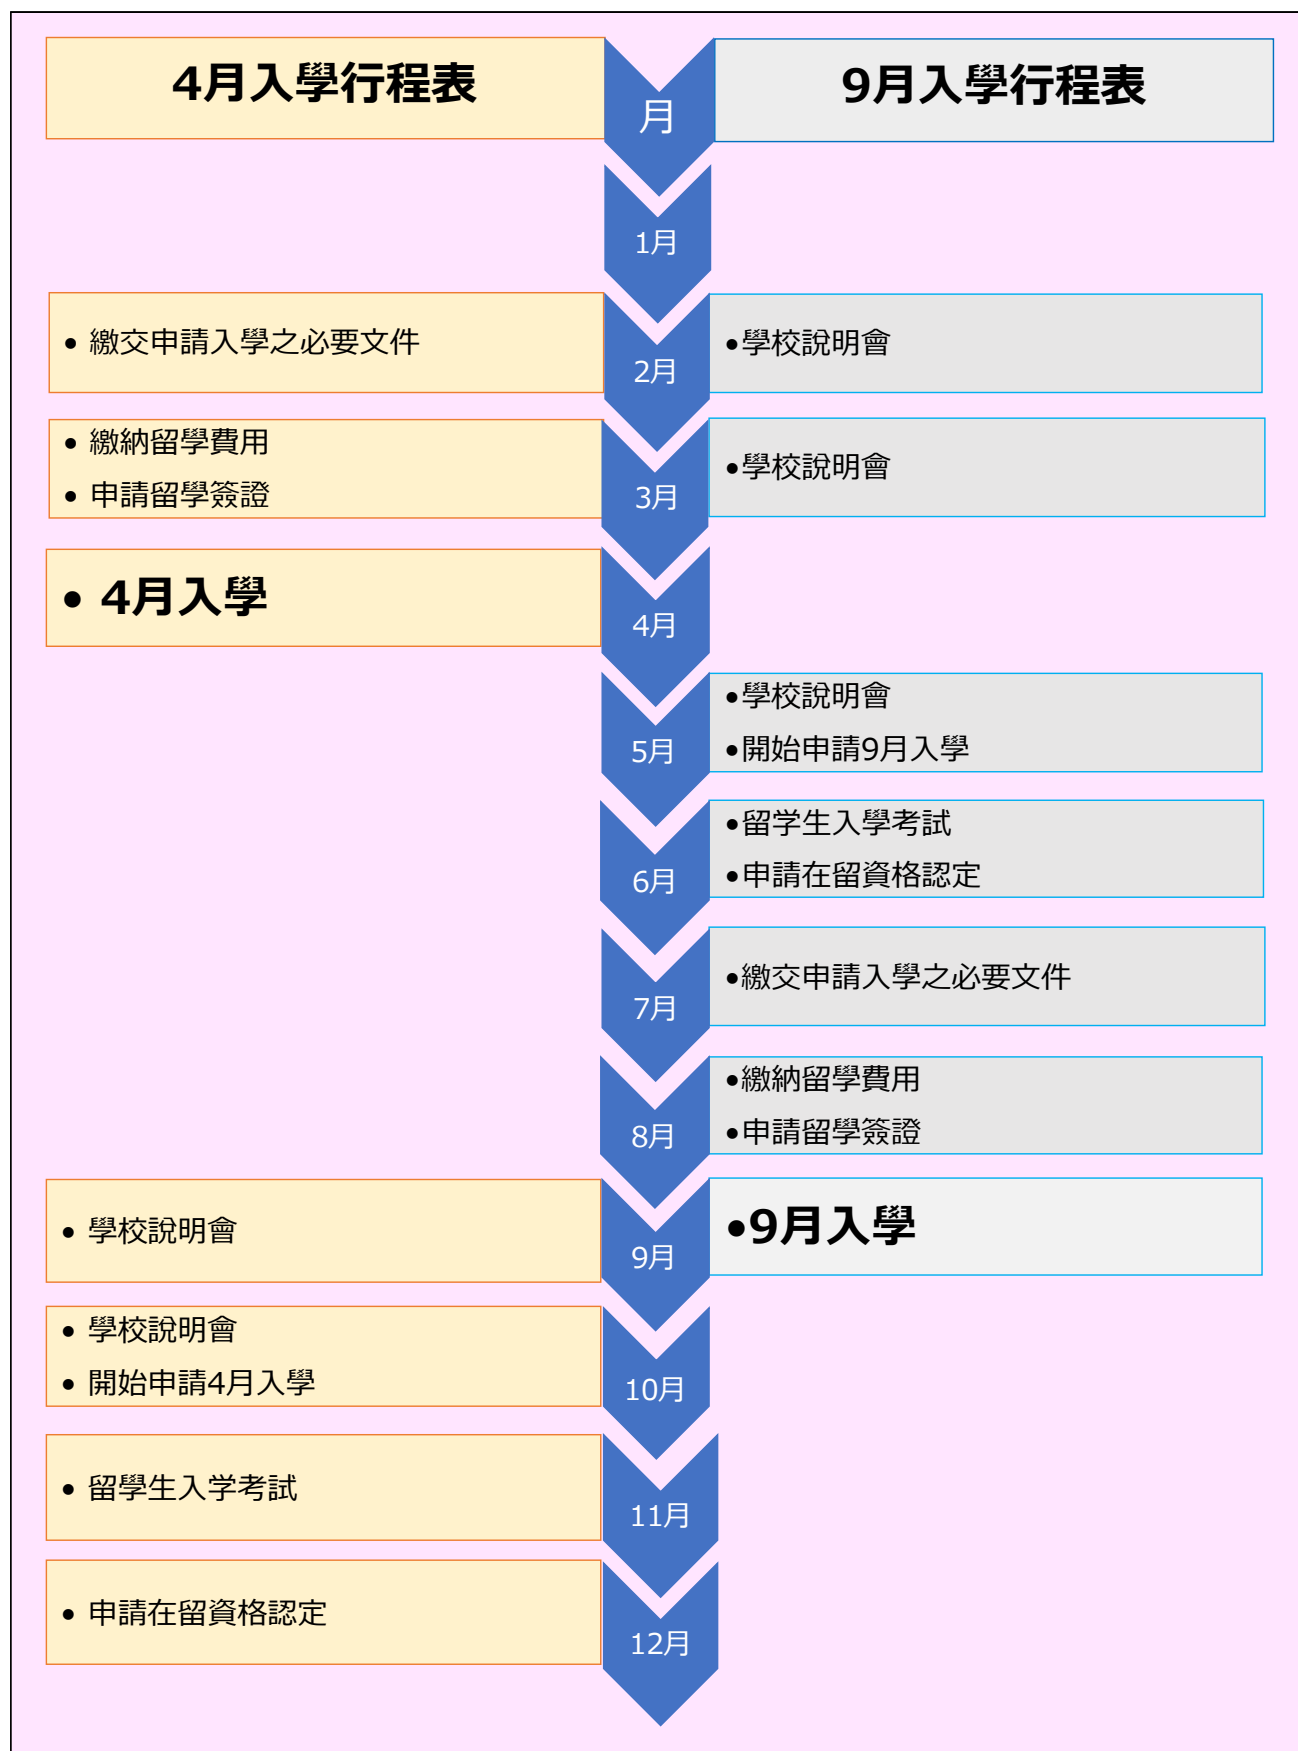 4月入學行程表
月
9月入學行程表
1月
• 繳交申請入學之必要文件
2月
•學校說明會
• 繳納留學費用
• 申請留學簽證
3月
•學校說明會
• 4月入學
4月
5月
•學校說明會
•開始申請9月入學
6月
•留学生入學考試
•申請在留資格認定
7月
•繳交申請入學之必要文件
8月
•繳納留學費用
•申請留學簽證
• 學校說明會
9月
•9月入學
• 學校說明會
• 開始申請4月入學
10月
• 留學生入学考試
11月
• 申請在留資格認定
12月